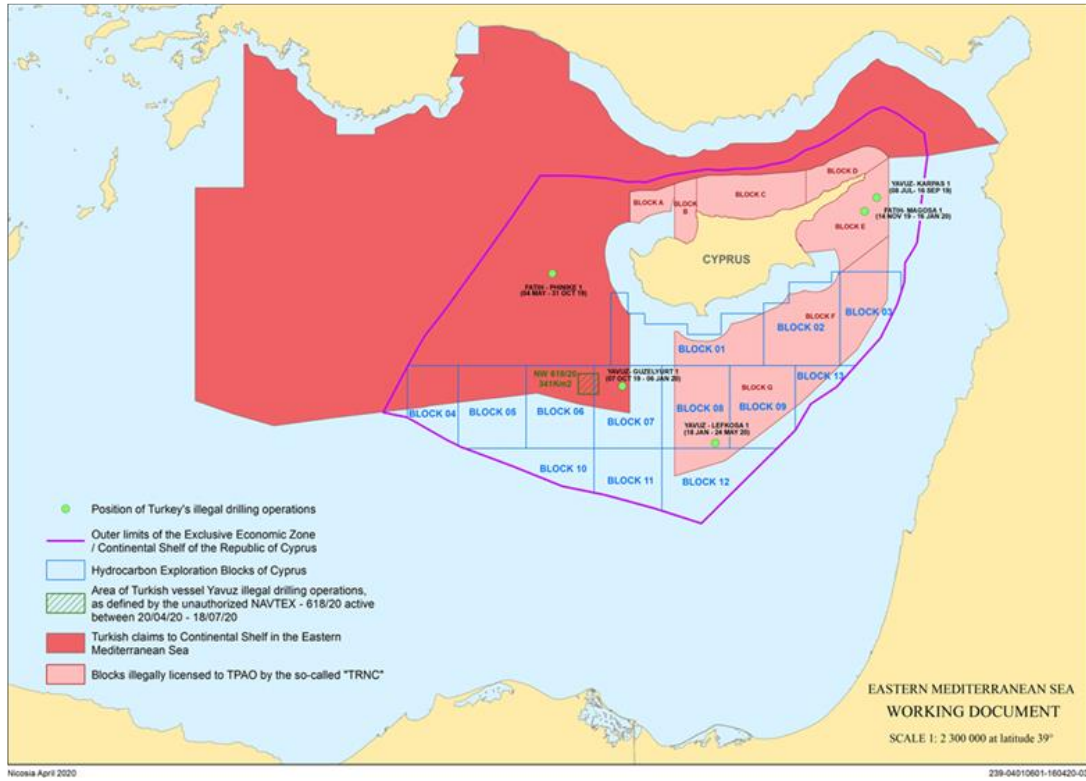 BLOCK D
BLOCK C
BLOCK A
BLOCK
B
YAVUZ- KARPAS 1
(08 JUL- 16 SEP 19)
FATIH- MAGOSA 1
(14 NOV 19 - 16 JAN 20)
BLOCK E
CYPRUS
FATIH - PHINIKE 1
(04 MAY - 31 OCT 19)
BLOCK 03
BLOCK F
BLOCK 02
BLOCK 01
NW 618/20
341Km2
YAVUZ- GUZELYURT 1
(07 OCT 19 - 06 JAN 20)
BLOCK 13
BLOCK G
BLOCK 04
BLOCK 05
BLOCK 06
BLOCK 07
BLOCK 08
BLOCK 09
YAVUZ - LEFKOSA 1
(18 JAN - 24 MAY 20)
BLOCK 10
BLOCK 11
BLOCK 12
Position of Turkey's illegal drilling operations
Outer limits of the Exclusive Economic Zone
/ Continental Shelf of the Republic of Cyprus
Hydrocarbon Exploration Blocks of Cyprus
Area of Turkish vessel Yavuz illegal drilling operations,
as defined by the unauthorized NAVTEX - 618/20 active
between 20/04/20 - 18/07/20
Turkish claims to Continental Shelf in the Eastern
Mediterranean Sea
Blocks illegally licensed to TPAO by the so-called "TRNC"
EASTERN MEDITERRANEAN SEA
WORKING DOCUMENT
SCALE 1: 2 300 000 at latitude 39°
Nicosia April 2020